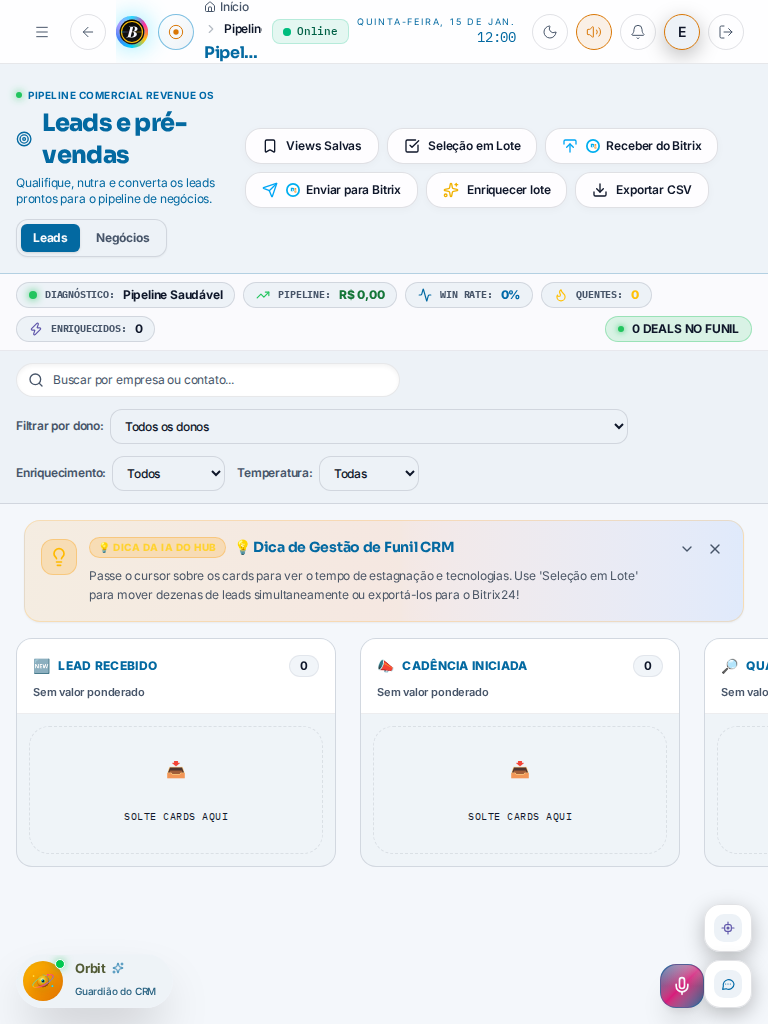 Início
Pipelin
Pipel...
Online
QUINTA-FEIRA, 15 DE JAN.
12:00
E
PIPELINE COMERCIAL REVENUE OS
Leads e pré-
vendas
Qualifique, nutra e converta os leads
prontos para o pipeline de negócios.
Views Salvas
Seleção em Lote
Receber do Bitrix
Enviar para Bitrix
Enriquecer lote
Exportar CSV
Leads
Negócios
DIAGNÓSTICO: Pipeline Saudável
PIPELINE: R$ 0,00
WIN RATE: 0%
QUENTES: 0
ENRIQUECIDOS: 0
0 DEALS NO FUNIL
Buscar por empresa ou contato...
Filtrar por dono: Todos os donos
Enriquecimento: Todos
Temperatura: Todas
💡 DICA DA IA DO HUB
💡 Dica de Gestão de Funil CRM
Passe o cursor sobre os cards para ver o tempo de estagnação e tecnologias. Use 'Seleção em Lote'
para mover dezenas de leads simultaneamente ou exportá-los para o Bitrix24!
🆕 LEAD RECEBIDO 0
Sem valor ponderado
📥
SOLTE CARDS AQUI
📣 CADÊNCIA INICIADA 0
Sem valor ponderado
📥
SOLTE CARDS AQUI
🔎 QUA
Sem valor
Orbit
Guardião do CRM